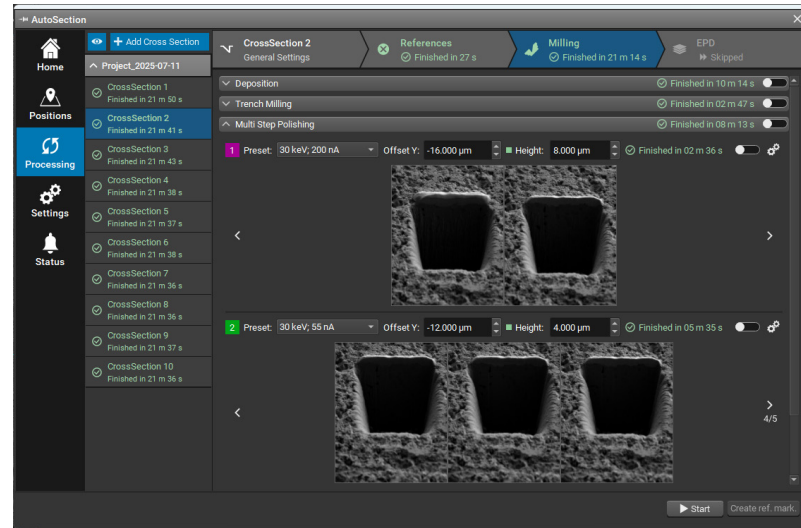 AutoSection
Home
Positions
Processing
Settings
Status
+ Add Cross Section
Project_2025-07-11
CrossSection 1
Finished in 21 m 50 s
CrossSection 2
Finished in 21 m 41 s
CrossSection 3
Finished in 21 m 43 s
CrossSection 4
Finished in 21 m 38 s
CrossSection 5
Finished in 21 m 37 s
CrossSection 6
Finished in 21 m 38 s
CrossSection 7
Finished in 21 m 36 s
CrossSection 8
Finished in 21 m 36 s
CrossSection 9
Finished in 21 m 37 s
CrossSection 10
Finished in 21 m 36 s
CrossSection 2
General Settings
References
Finished in 27 s
Milling
Finished in 21 m 14 s
EPD
Skipped
Deposition Finished in 10 m 14 s
Trench Milling Finished in 02 m 47 s
Multi Step Polishing Finished in 08 m 13 s
1 Preset: 30 keV; 200 nA Offset Y: -16.000 µm Height: 8.000 µm Finished in 02 m 36 s
2 Preset: 30 keV; 55 nA Offset Y: -12.000 µm Height: 4.000 µm Finished in 05 m 35 s
4/5
Start Create ref. mark.